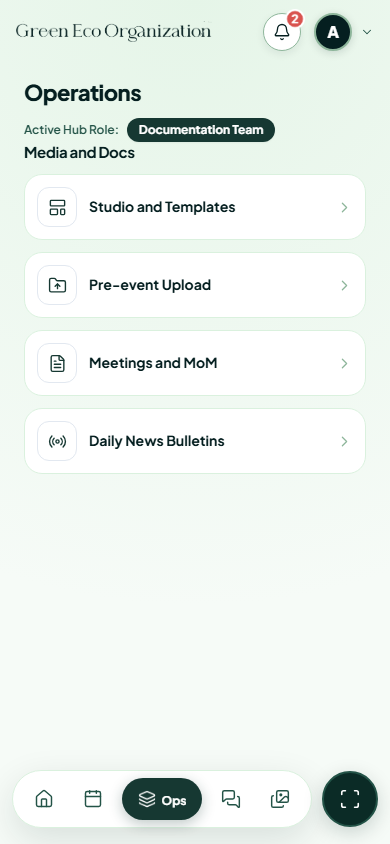 Green Eco Organization
2
A
Operations
Active Hub Role: Documentation Team
Media and Docs
Studio and Templates
Pre-event Upload
Meetings and MoM
Daily News Bulletins
Ops